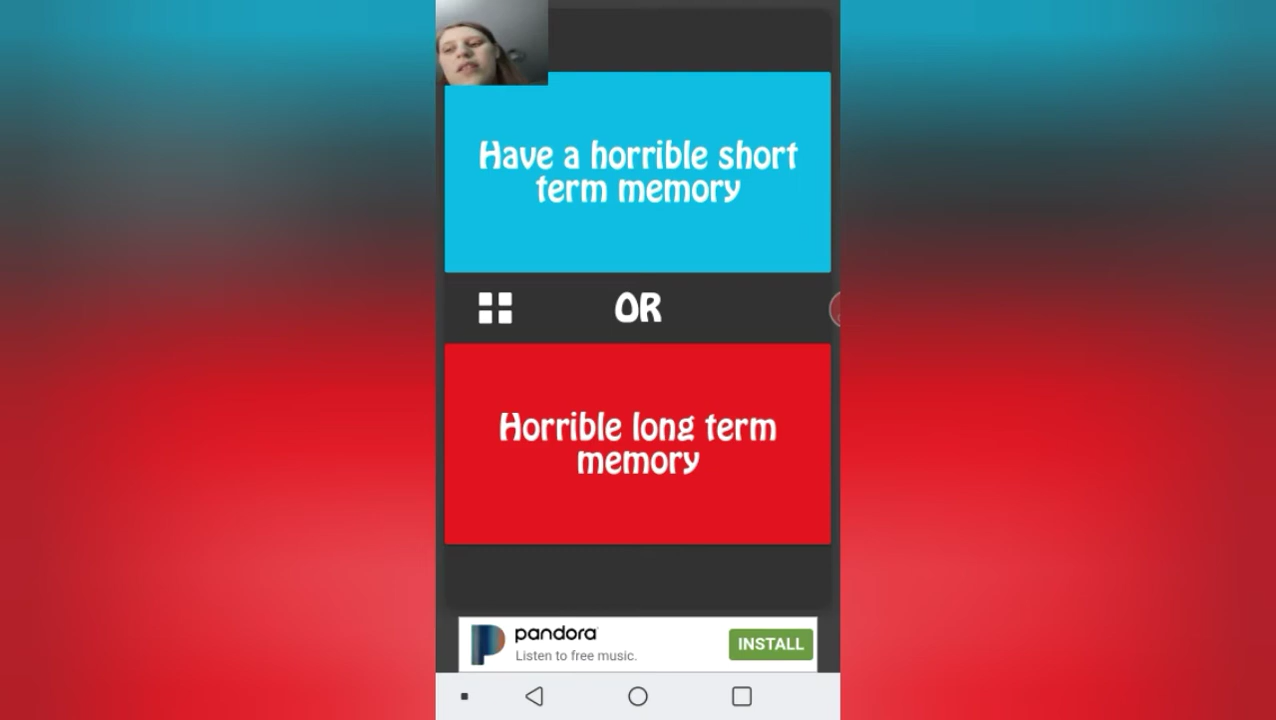 Have a horrible short
term memory
OR
Horrible long term
memory
pandora
Listen to free music.
INSTALL